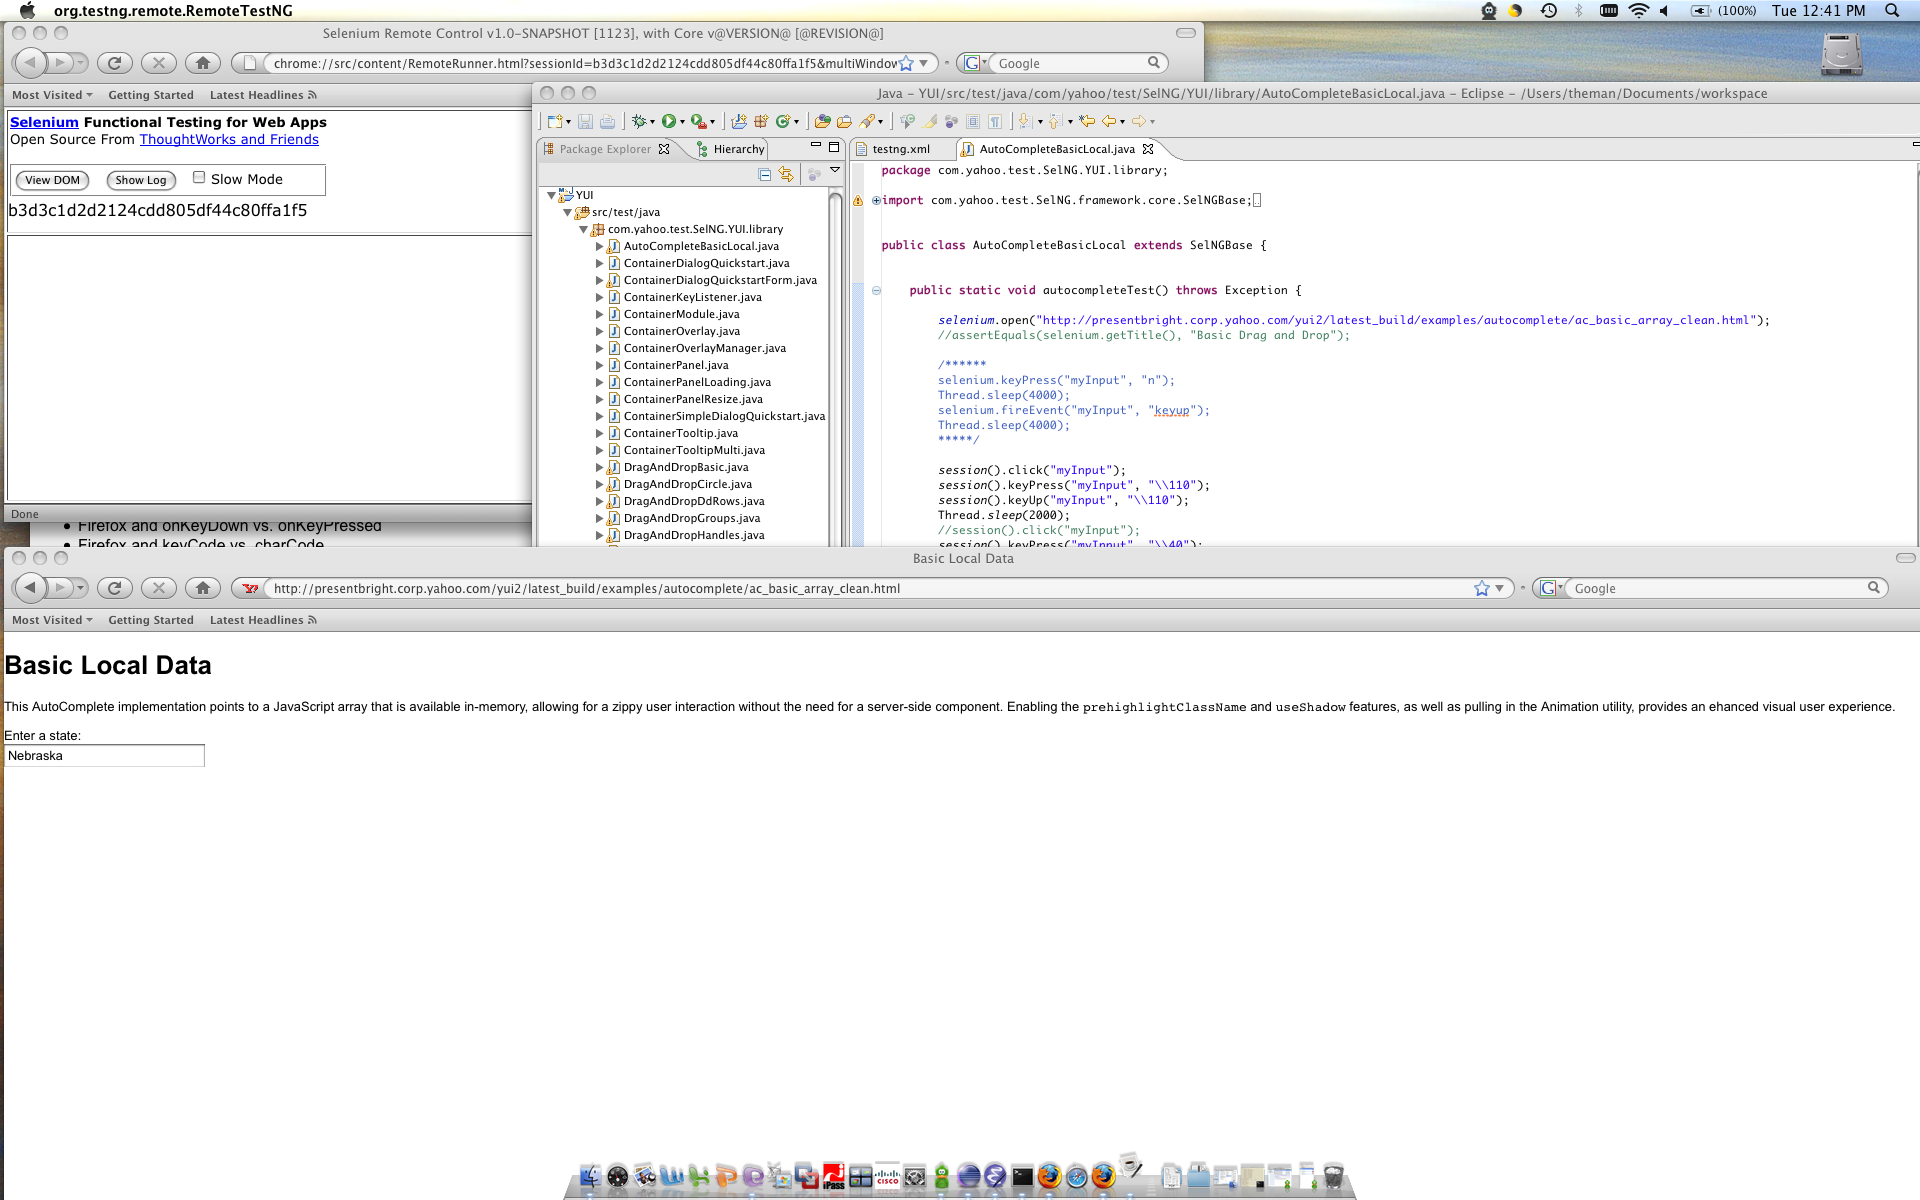 org.testng.remote.RemoteTestNG
(100%) Tue 12:41 PM
Selenium Remote Control v1.0-SNAPSHOT [1123], with Core v@VERSION@ [@REVISION@]
chrome://src/content/RemoteRunner.html?sessionId=b3d3c1d2d2124cdd805df44c80ffa1f5&multiWindow
Google
Most Visited Getting Started Latest Headlines
Selenium Functional Testing for Web Apps
Open Source From ThoughtWorks and Friends
View DOM Show Log Slow Mode
b3d3c1d2d2124cdd805df44c80ffa1f5
Done
Firefox and onKeyDown vs. onKeyPressed
Firefox and keyCode vs. charCode
Java - YUI/src/test/java/com/yahoo/test/SelNG/YUI/library/AutoCompleteBasicLocal.java - Eclipse - /Users/theman/Documents/workspace
Package Explorer Hierarchy
YUI
src/test/java
com.yahoo.test.SelNG.YUI.library
AutoCompleteBasicLocal.java
ContainerDialogQuickstart.java
ContainerDialogQuickstartForm.java
ContainerKeyListener.java
ContainerModule.java
ContainerOverlay.java
ContainerOverlayManager.java
ContainerPanel.java
ContainerPanelLoading.java
ContainerPanelResize.java
ContainerSimpleDialogQuickstart.java
ContainerTooltip.java
ContainerTooltipMulti.java
DragAndDropBasic.java
DragAndDropCircle.java
DragAndDropDdRows.java
DragAndDropGroups.java
DragAndDropHandles.java
testng.xml AutoCompleteBasicLocal.java
package com.yahoo.test.SelNG.YUI.library;
import com.yahoo.test.SelNG.framework.core.SelNGBase;
public class AutoCompleteBasicLocal extends SelNGBase {
public static void autocompleteTest() throws Exception {
selenium.open("http://presentbright.corp.yahoo.com/yui2/latest_build/examples/autocomplete/ac_basic_array_clean.html");
//assertEquals(selenium.getTitle(), "Basic Drag and Drop");
/******
selenium.keyPress("myInput", "n");
Thread.sleep(4000);
selenium.fireEvent("myInput", "keyup");
Thread.sleep(4000);
*****/
session().click("myInput");
session().keyPress("myInput", "\\110");
session().keyUp("myInput", "\\110");
Thread.sleep(2000);
//session().click("myInput");
session().keyPress("myInput", "\\40");
Basic Local Data
http://presentbright.corp.yahoo.com/yui2/latest_build/examples/autocomplete/ac_basic_array_clean.html
Google
Most Visited Getting Started Latest Headlines
Basic Local Data
This AutoComplete implementation points to a JavaScript array that is available in-memory, allowing for a zippy user interaction without the need for a server-side component. Enabling the prehighlightClassName and useShadow features, as well as pulling in the Animation utility, provides an ehanced visual user experience.
Enter a state:
Nebraska
iPass
CISCO